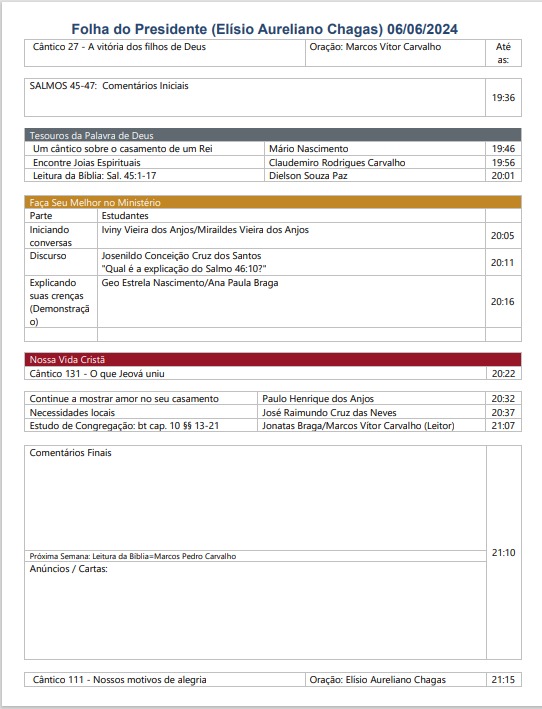 Folha do Presidente (Elísio Aureliano Chagas) 06/06/2024
Cântico 27 - A vitória dos filhos de Deus Oração: Marcos Vítor Carvalho Até as:
SALMOS 45-47: Comentários Iniciais 19:36
Tesouros da Palavra de Deus
Um cântico sobre o casamento de um Rei Mário Nascimento 19:46
Encontre Joias Espirituais Claudemiro Rodrigues Carvalho 19:56
Leitura da Bíblia: Sal. 45:1-17 Dielson Souza Paz 20:01
Faça Seu Melhor no Ministério
Parte Estudantes
Iniciando Iviny Vieira dos Anjos/Miraildes Vieira dos Anjos
conversas 20:05
Discurso Josenildo Conceição Cruz dos Santos
"Qual é a explicação do Salmo 46:10?" 20:11
Explicando Geo Estrela Nascimento/Ana Paula Braga
suas crenças 20:16
(Demonstraçã
o)
Nossa Vida Cristã
Cântico 131 - O que Jeová uniu 20:22
Continue a mostrar amor no seu casamento Paulo Henrique dos Anjos 20:32
Necessidades locais José Raimundo Cruz das Neves 20:37
Estudo de Congregação: bt cap. 10 §§ 13-21 Jonatas Braga/Marcos Vítor Carvalho (Leitor) 21:07
Comentários Finais
Próxima Semana: Leitura da Bíblia=Marcos Pedro Carvalho 21:10
Anúncios / Cartas:
Cântico 111 - Nossos motivos de alegria Oração: Elísio Aureliano Chagas 21:15